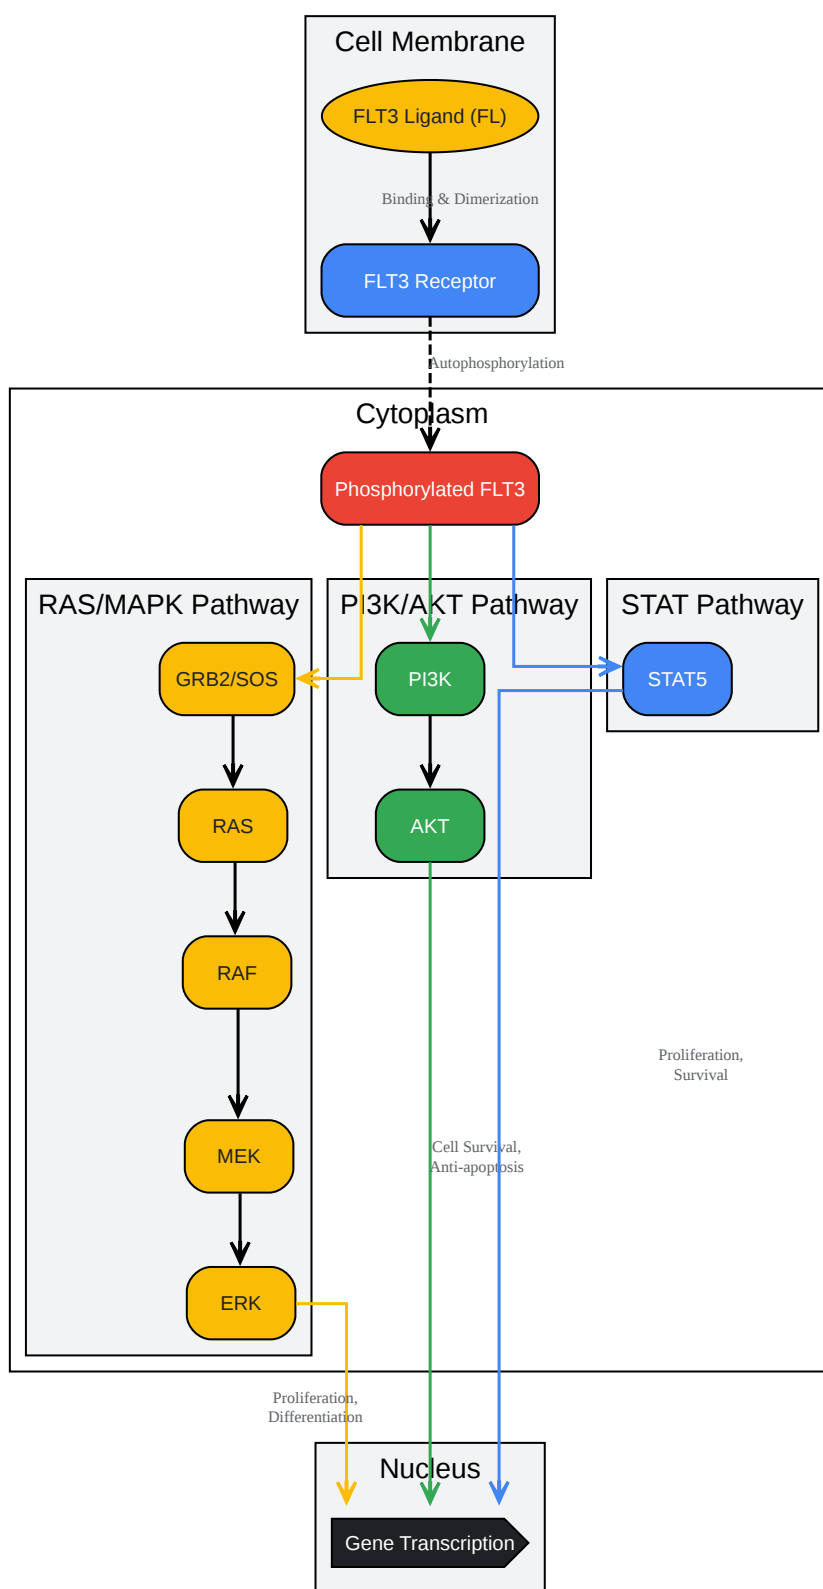 Cell Membrane
FLT3 Ligand (FL)
Binding & Dimerization
FLT3 Receptor
Autophosphorylation
Cytoplasm
Phosphorylated FLT3
RAS/MAPK Pathway
PI3K/AKT Pathway
STAT Pathway
GRB2/SOS
PI3K
STAT5
RAS
AKT
RAF
Proliferation,
Survival
MEK
Cell Survival,
Anti-apoptosis
ERK
Proliferation,
Differentiation
Nucleus
Gene Transcription